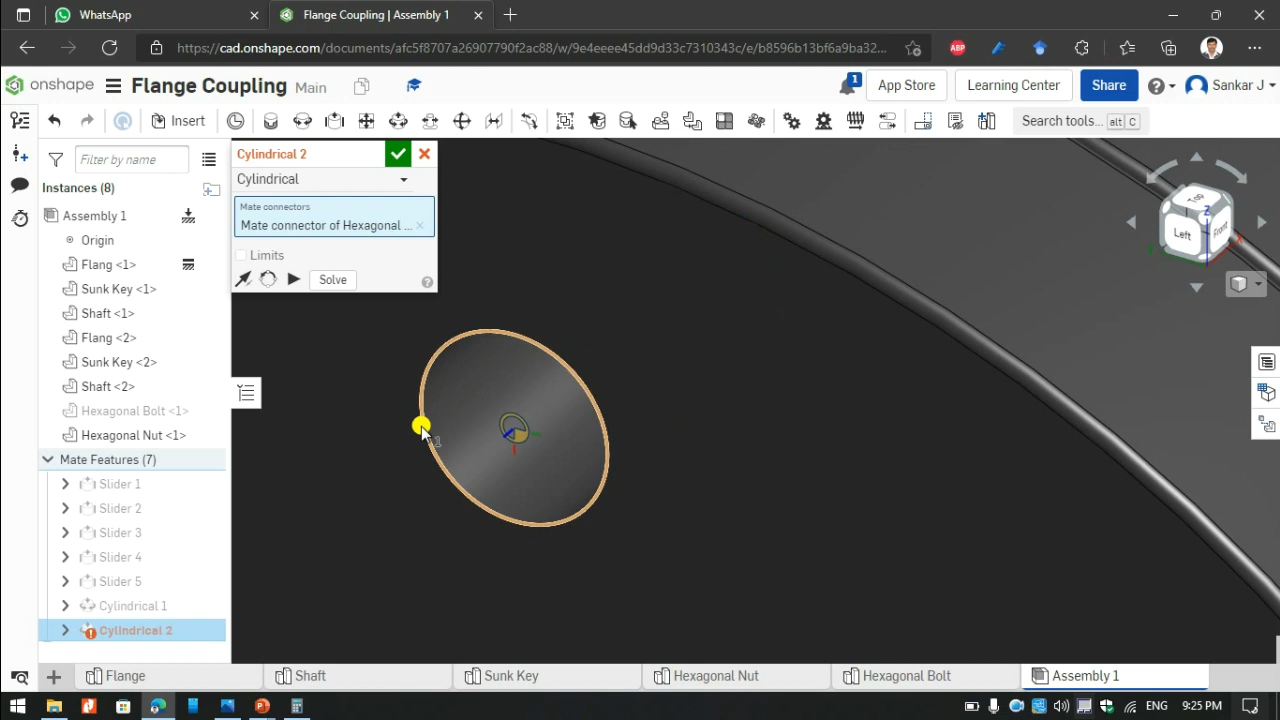 WhatsApp
Flange Coupling | Assembly 1
https://cad.onshape.com/documents/afc5f8707a26907790f2ac88/w/9e4eeee45dd9d33c7310343c/e/b8596b13bf6a9ba32...
ABP
onshape
Flange Coupling Main
1
App Store
Learning Center
Share
Sankar J
Insert
Search tools... alt C
Filter by name
Instances (8)
Assembly 1
Origin
Flang <1>
Sunk Key <1>
Shaft <1>
Flang <2>
Sunk Key <2>
Shaft <2>
Hexagonal Bolt <1>
Hexagonal Nut <1>
Mate Features (7)
Slider 1
Slider 2
Slider 3
Slider 4
Slider 5
Cylindrical 1
Cylindrical 2
Cylindrical 2
Cylindrical
Mate connectors
Mate connector of Hexagonal ...
Limits
Solve
1
Top
Left
Front
Z
X
Y
Flange
Shaft
Sunk Key
Hexagonal Nut
Hexagonal Bolt
Assembly 1
ENG
9:25 PM